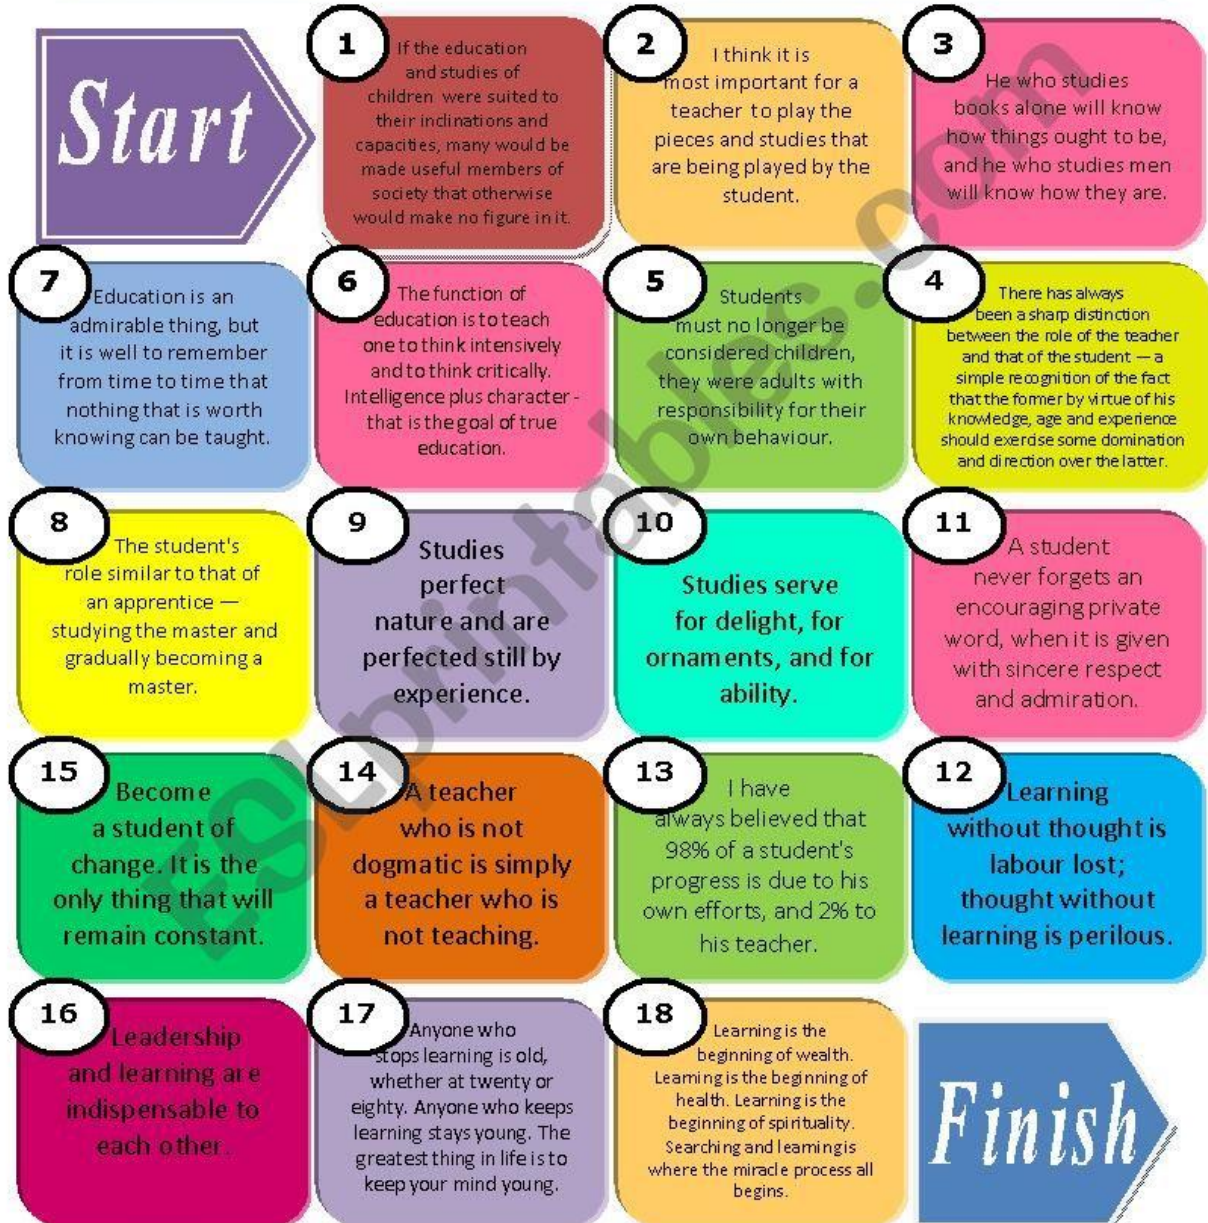 Start
1
If the education
and studies of
children were suited to
their inclinations and
capacities, many would be
made useful members of
society that otherwise
would make no figure in it.
2
I think it is
most important for a
teacher to play the
pieces and studies that
are being played by the
student.
3
He who studies
books alone will know
how things ought to be,
and he who studies men
will know how they are.
4
There has always
been a sharp distinction
between the role of the teacher
and that of the student — a
simple recognition of the fact
that the former by virtue of his
knowledge, age and experience
should exercise some domination
and direction over the latter.
5
Students
must no longer be
considered children,
they were adults with
responsibility for their
own behaviour.
6
The function of
education is to teach
one to think intensively
and to think critically.
Intelligence plus character -
that is the goal of true
education.
7
Education is an
admirable thing, but
it is well to remember
from time to time that
nothing that is worth
knowing can be taught.
8
The student's
role similar to that of
an apprentice —
studying the master and
gradually becoming a
master.
9
Studies
perfect
nature and are
perfected still by
experience.
10
Studies serve
for delight, for
ornaments, and for
ability.
11
A student
never forgets an
encouraging private
word, when it is given
with sincere respect
and admiration.
12
Learning
without thought is
labour lost;
thought without
learning is perilous.
13
I have
always believed that
98% of a student's
progress is due to his
own efforts, and 2% to
his teacher.
14
A teacher
who is not
dogmatic is simply
a teacher who is
not teaching.
15
Become
a student of
change. It is the
only thing that will
remain constant.
16
Leadership
and learning are
indispensable to
each other.
17
Anyone who
stops learning is old,
whether at twenty or
eighty. Anyone who keeps
learning stays young. The
greatest thing in life is to
keep your mind young.
18
Learning is the
beginning of wealth.
Learning is the beginning of
health. Learning is the
beginning of spirituality.
Searching and learning is
where the miracle process all
begins.
Finish
ESLprintables.com